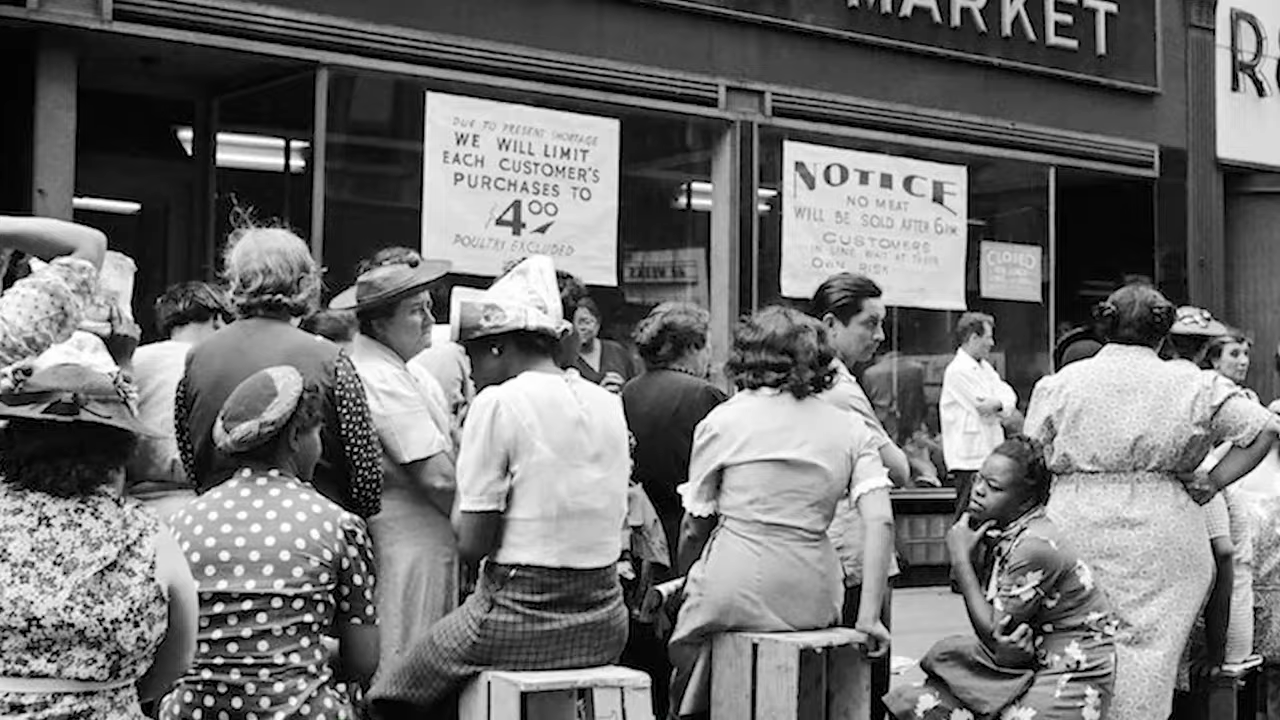 MARKET
DUE TO PRESENT SHORTAGE
WE WILL LIMIT
EACH CUSTOMER'S
PURCHASES TO
$4.00
POULTRY EXCLUDED
NOTICE
NO MEAT
WILL BE SOLD AFTER 6 P.M.
CUSTOMERS
IN LINE WAIT AT THEIR
OWN RISK
CLOSED